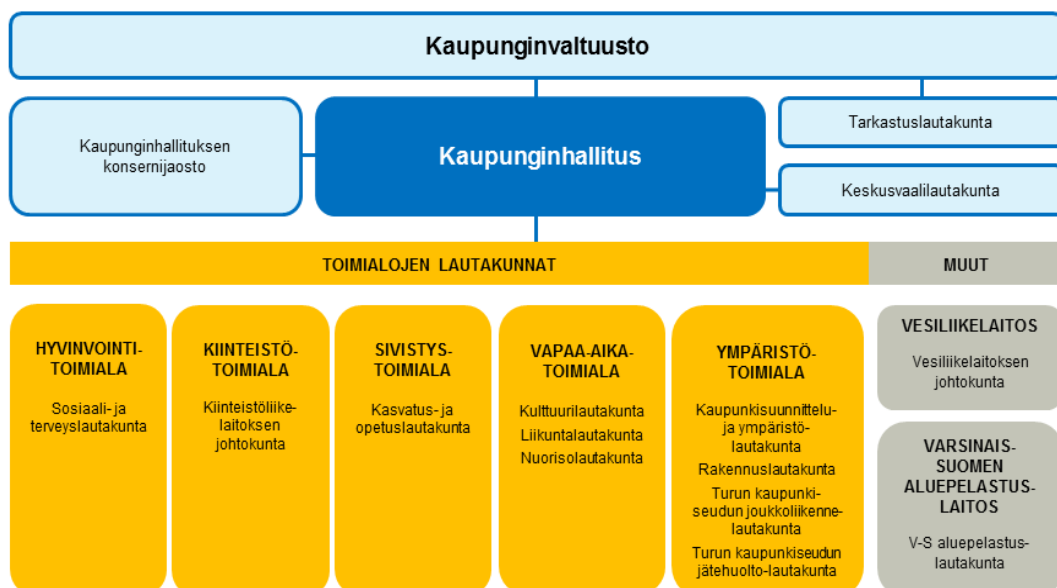 Kaupunginvaltuusto
Kaupunginhallituksen
konsernijaosto
Kaupunginhallitus
Tarkastuslautakunta
Keskusvaalilautakunta
TOIMIALOJEN LAUTAKUNNAT
MUUT
HYVINVOINTI-
TOIMIALA
Sosiaali- ja
terveyslautakunta
KIINTEISTÖ-
TOIMIALA
Kiinteistöliike-
laitoksen
johtokunta
SIVISTYS-
TOIMIALA
Kasvatus- ja
opetuslautakunta
VAPAA-AIKA-
TOIMIALA
Kulttuurilautakunta
Liikuntalautakunta
Nuorisolautakunta
YMPÄRISTÖ-
TOIMIALA
Kaupunkisuunnittelu-
ja ympäristö-
lautakunta
Rakennuslautakunta
Turun kaupunki-
seudun joukkoliikenne-
lautakunta
Turun kaupunkiseudun
jätehuolto-lautakunta
VESILIIKELAITOS
Vesiliikelaitoksen
johtokunta
VARSINAIS-
SUOMEN
ALUEPELASTUS-
LAITOS
V-S aluepelastus-
lautakunta